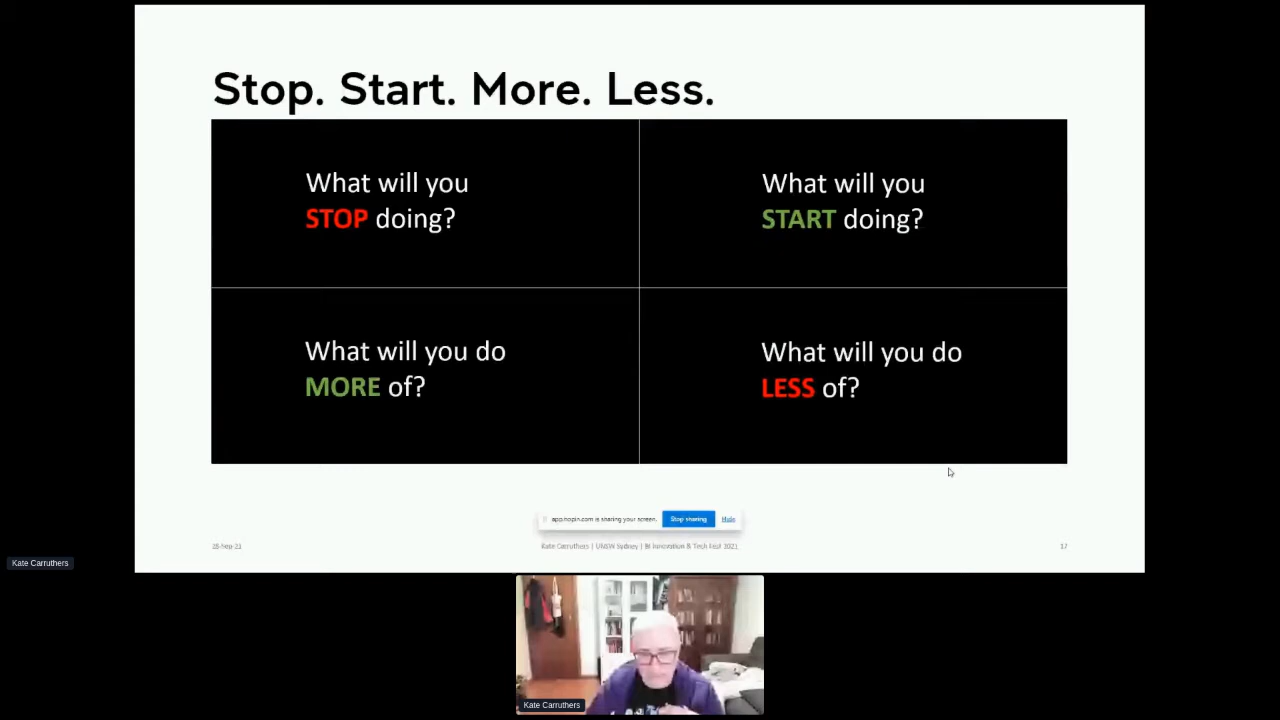 Stop. Start. More. Less.
What will you
STOP doing?
What will you
START doing?
What will you do
MORE of?
What will you do
LESS of?
app.hopin.com is sharing your screen. Stop sharing Hide
Kate Carruthers | UNSW Sydney | BI Innovation & Tech Fest 2021
17
Kate Carruthers
Kate Carruthers